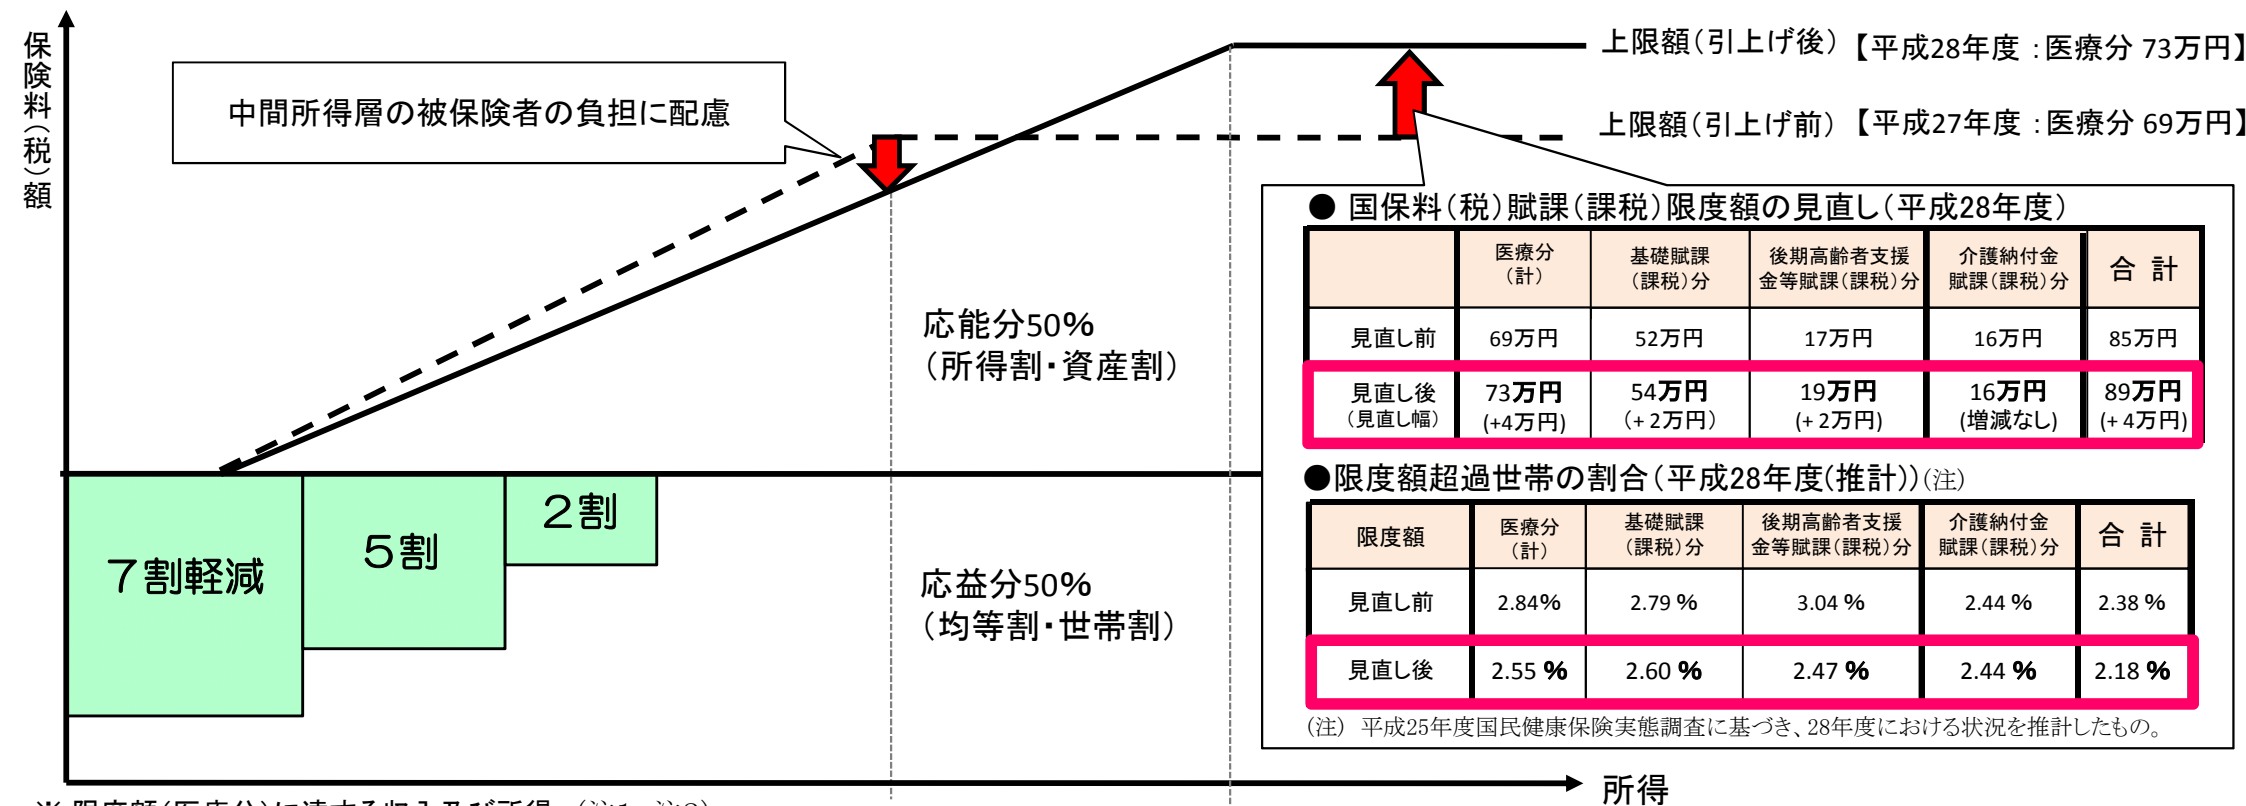 保険料(税)額
上限額(引上げ後)【平成28年度：医療分 73万円】
中間所得層の被保険者の負担に配慮
上限額(引上げ前)【平成27年度：医療分 69万円】
● 国保料(税)賦課(課税)限度額の見直し(平成28年度)
医療分(計) 基礎賦課(課税)分 後期高齢者支援金等賦課(課税)分 介護納付金賦課(課税)分 合 計
見直し前 69万円 52万円 17万円 16万円 85万円
見直し後 73万円 54万円 19万円 16万円 89万円
(見直し幅) (+4万円) (+2万円) (+2万円) (増減なし) (+4万円)
応能分50%
(所得割・資産割)
●限度額超過世帯の割合(平成28年度(推計))(注)
限度額 医療分(計) 基礎賦課(課税)分 後期高齢者支援金等賦課(課税)分 介護納付金賦課(課税)分 合 計
見直し前 2.84% 2.79 % 3.04 % 2.44 % 2.38 %
見直し後 2.55 % 2.60 % 2.47 % 2.44 % 2.18 %
(注) 平成25年度国民健康保険実態調査に基づき、28年度における状況を推計したもの。
7割軽減
5割
2割
応益分50%
(均等割・世帯割)
所得